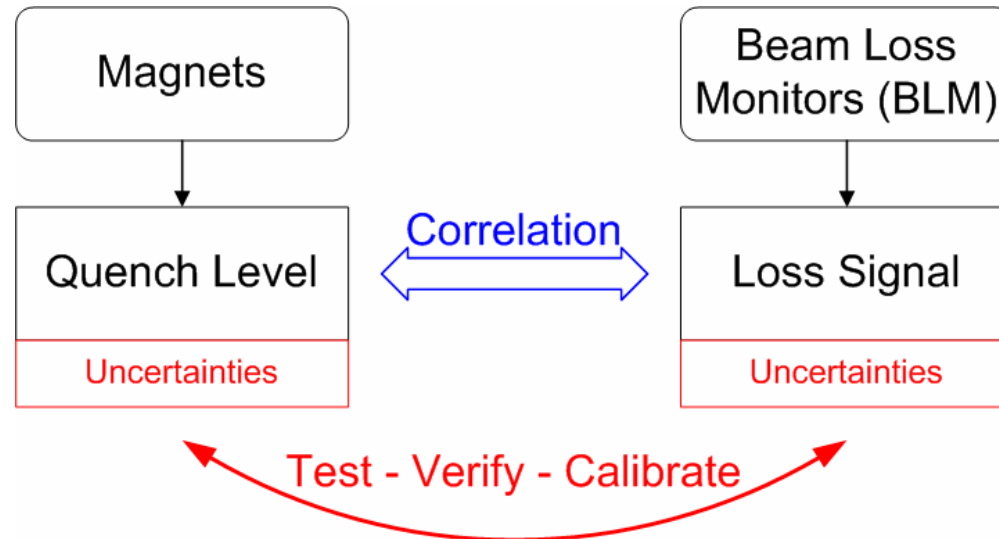 Magnets
Beam Loss
Monitors (BLM)
Correlation
Quench Level
Loss Signal
Uncertainties
Uncertainties
Test - Verify - Calibrate